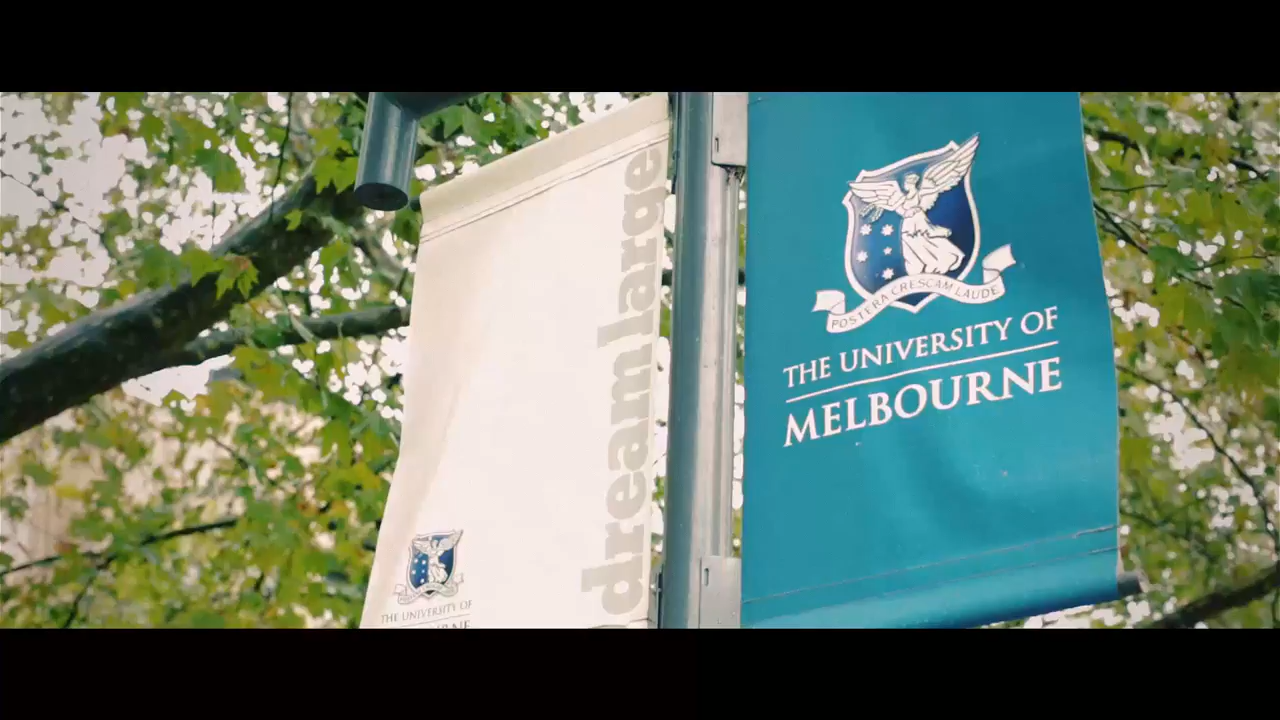 dreamlarge
THE UNIVERSITY OF
POSTERA CRESCAM LAUDE
THE UNIVERSITY OF
MELBOURNE